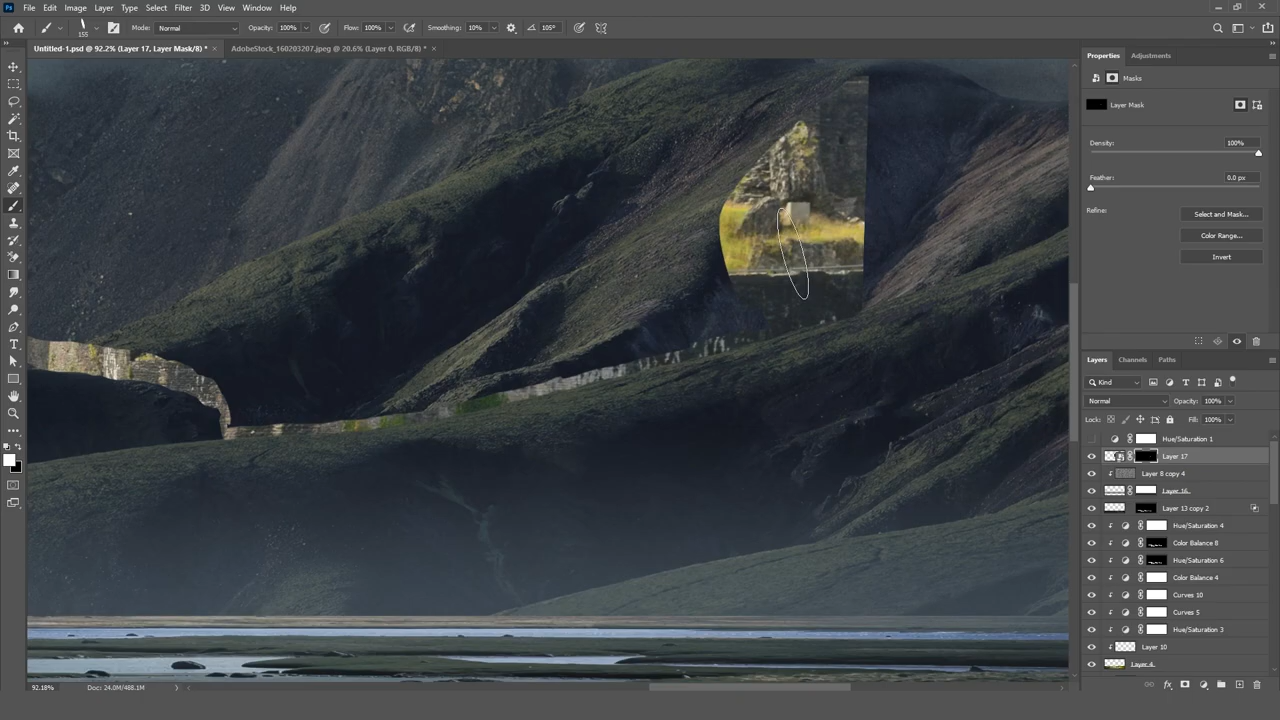 Ps File Edit Image Layer Type Select Filter 3D View Window Help
155 Mode: Normal Opacity: 100% Flow: 100% Smoothing: 10% 105°
Untitled-1.psd @ 92.2% (Layer 17, Layer Mask/8) * × AdobeStock_160203207.jpeg @ 20.6% (Layer 0, RGB/8) * ×
Properties Adjustments
Masks
Layer Mask
Density: 100%
Feather: 0.0 px
Refine: Select and Mask...
Color Range...
Invert
Layers Channels Paths
Kind
Normal Opacity: 100%
Lock: Fill: 100%
Hue/Saturation 1
Layer 17
Layer 8 copy 4
Layer 16
Layer 13 copy 2
Hue/Saturation 4
Color Balance 8
Hue/Saturation 6
Color Balance 4
Curves 10
Curves 5
Hue/Saturation 3
Layer 10
Layer 4
92.18% Doc: 24.0M/488.1M
fx